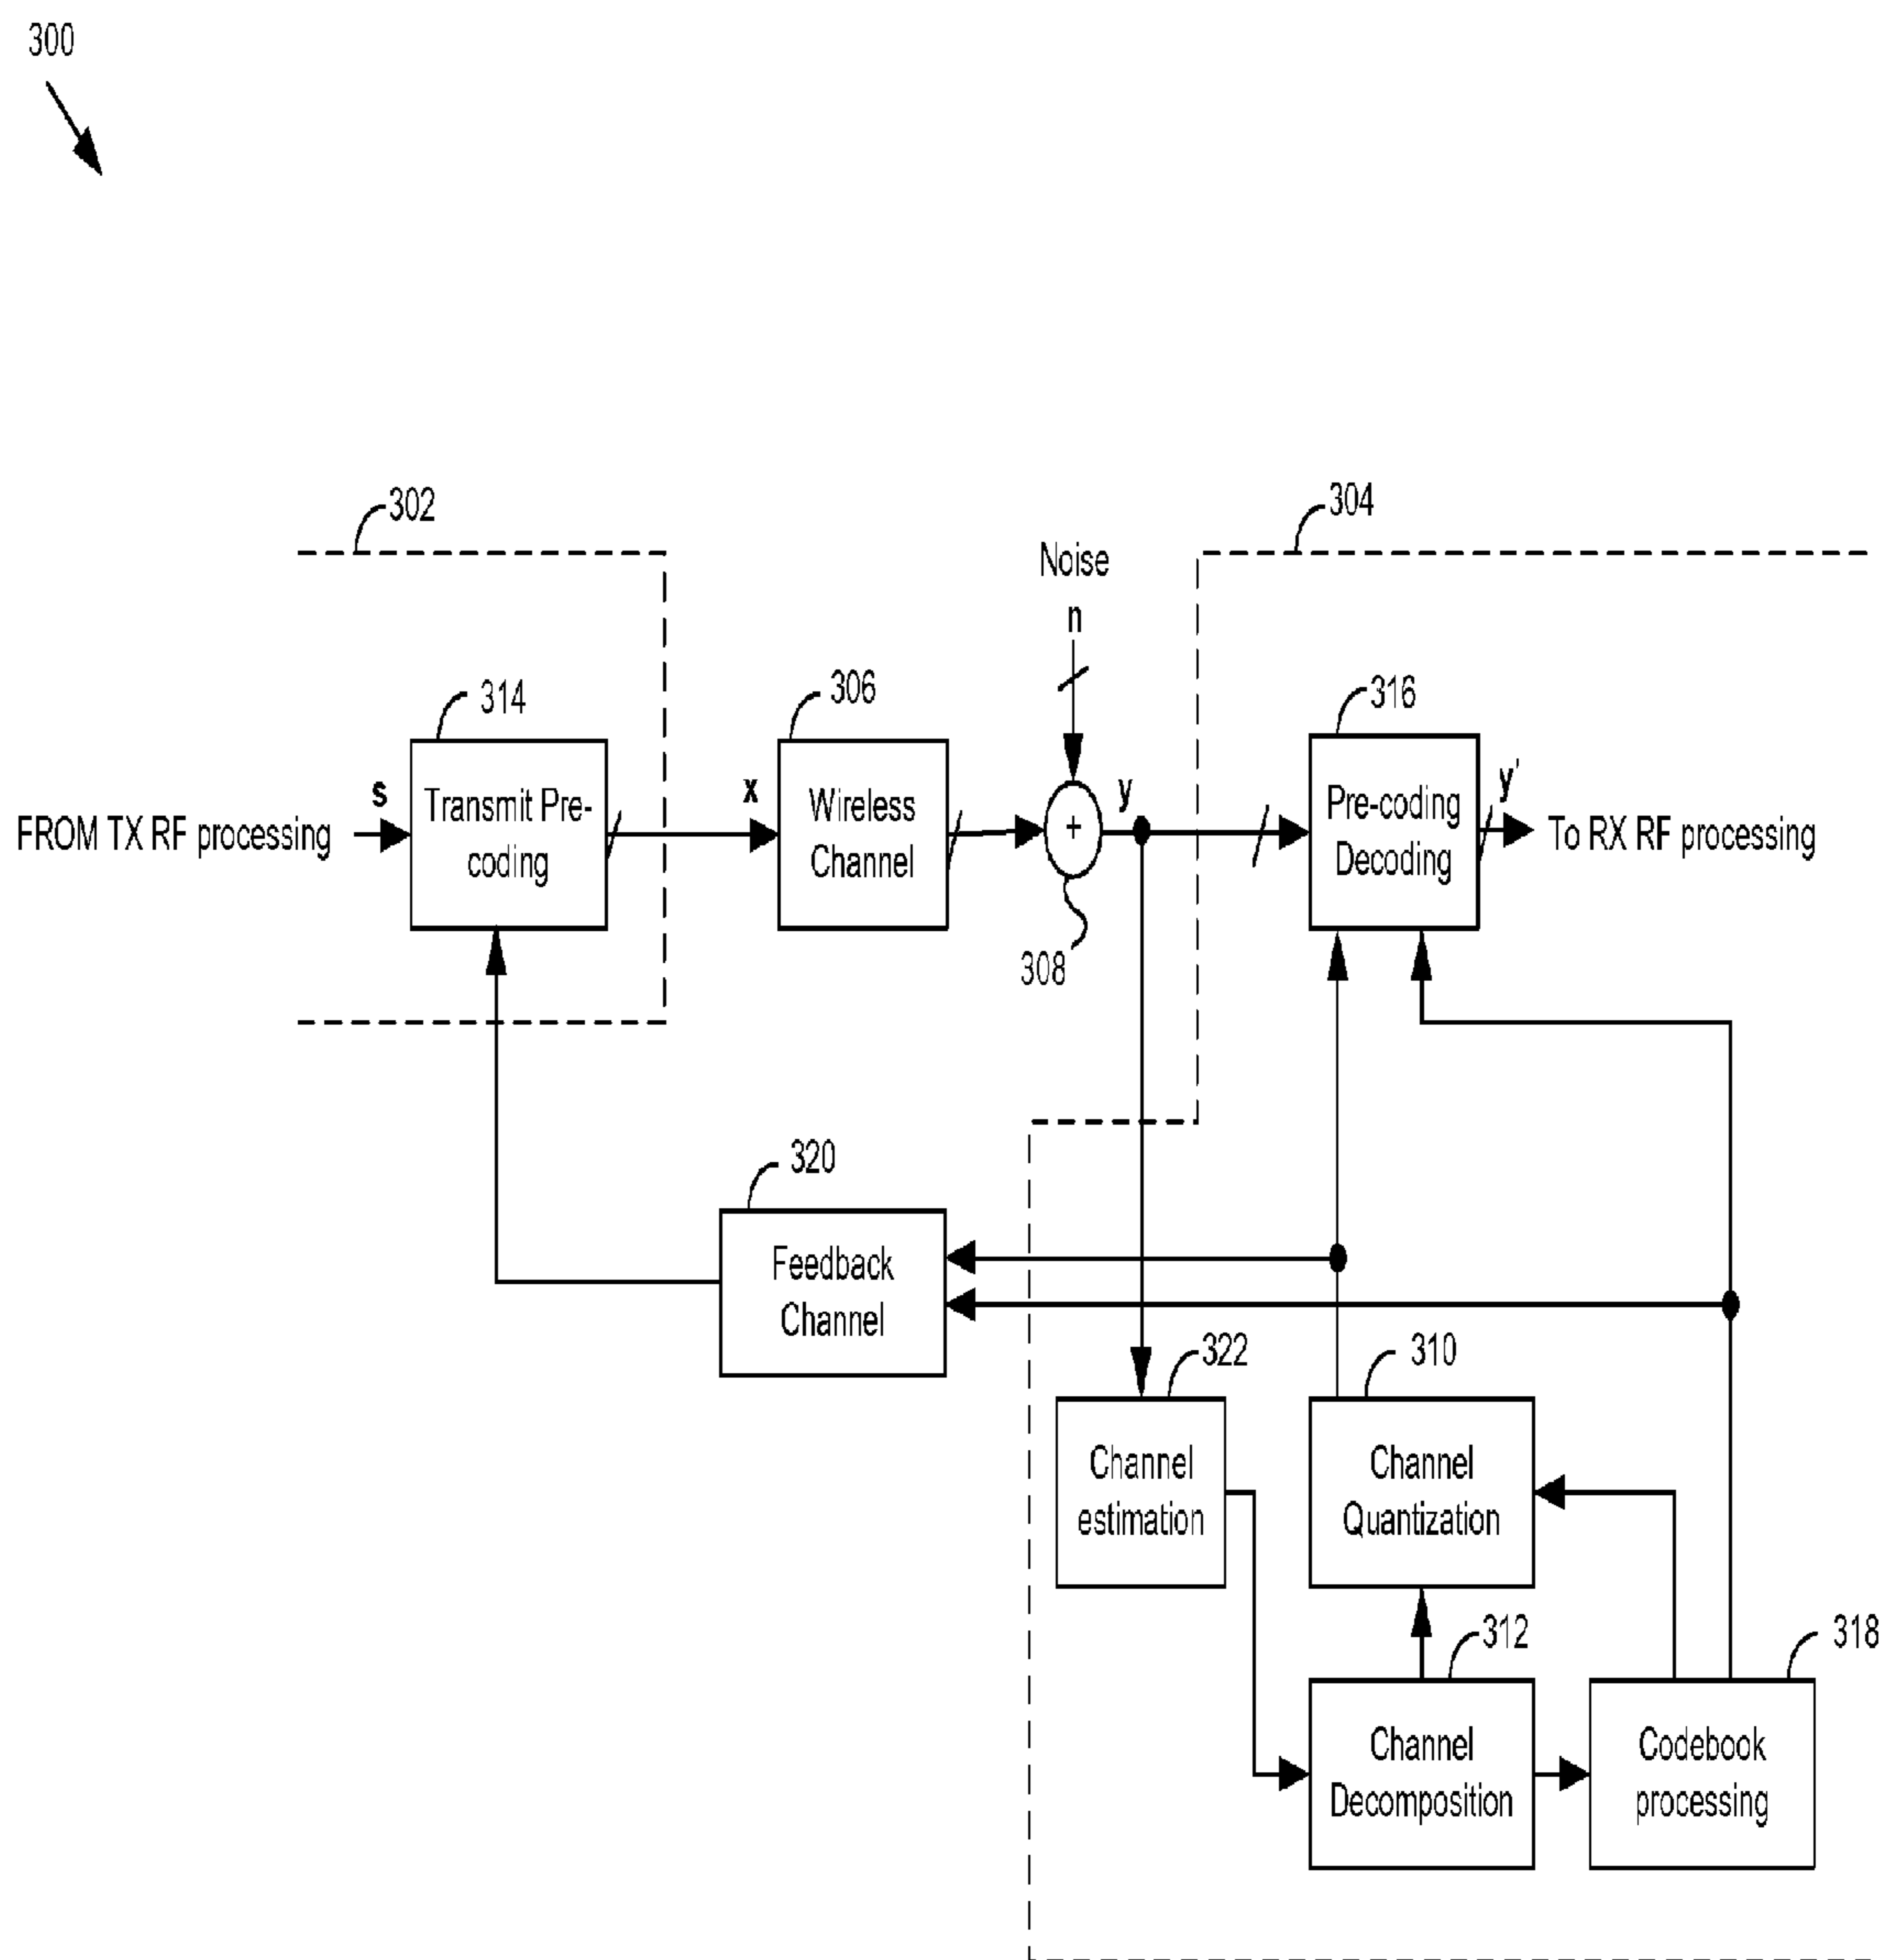 300
302
304
Noise
n
314
306
316
s
x
y
y'
FROM TX RF processing
Transmit Pre-
coding
Wireless
Channel
+
Pre-coding
Decoding
To RX RF processing
308
320
Feedback
Channel
322
310
Channel
estimation
Channel
Quantization
312
318
Channel
Decomposition
Codebook
processing